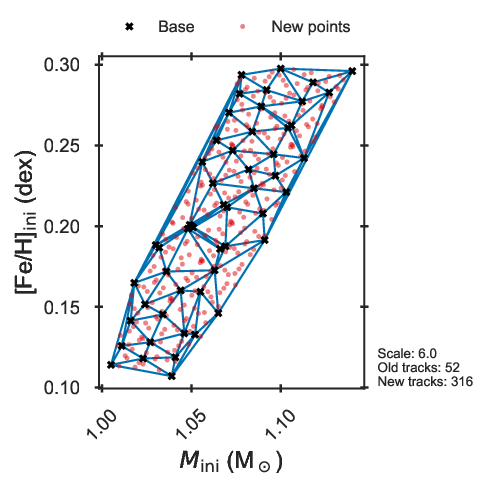 Base New points
0.30
0.25
0.20
0.15
0.10
[Fe/H]ini (dex)
Scale: 6.0
Old tracks: 52
New tracks: 316
1.00 1.05 1.10
Mini (M⊙)